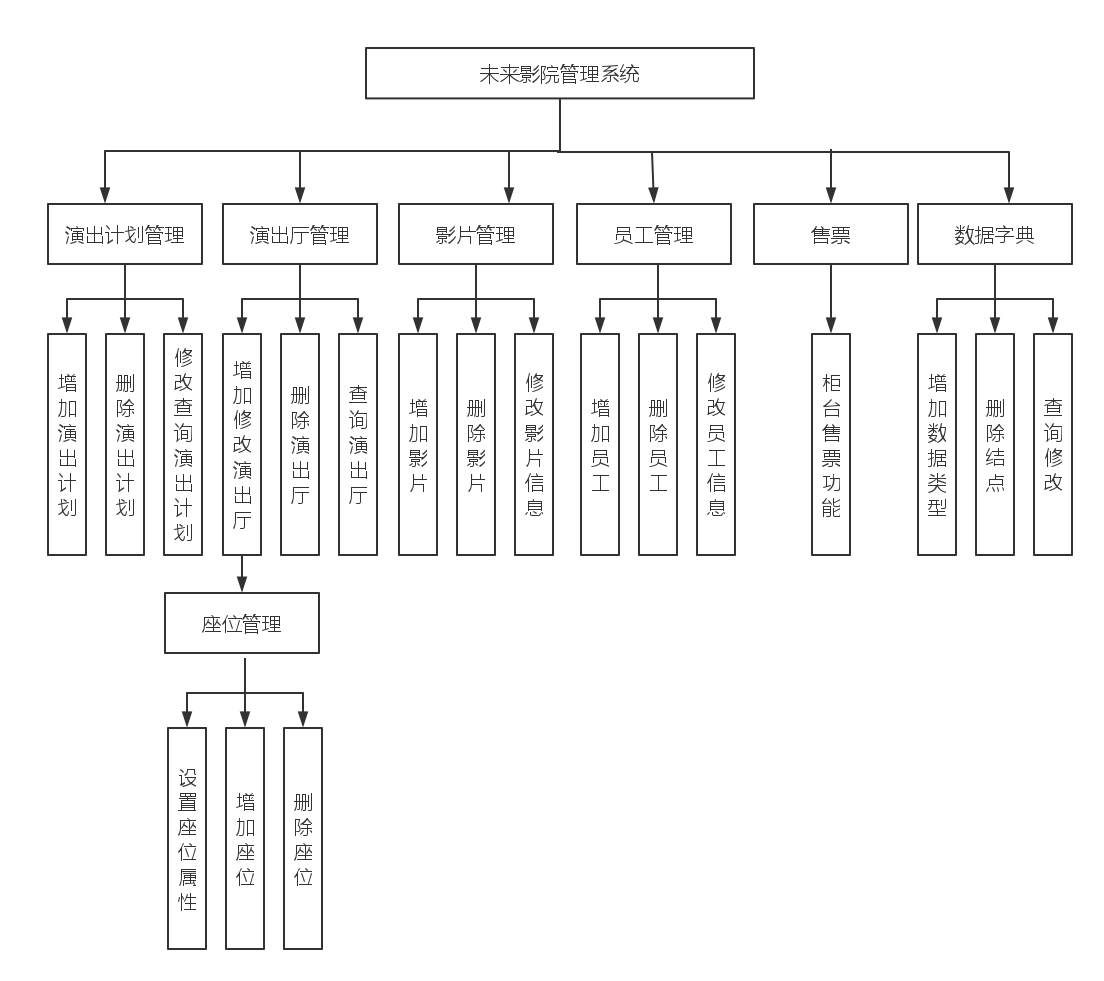 未来影院管理系统
演出计划管理
演出厅管理
影片管理
员工管理
售票
数据字典
增加演出计划
删除演出计划
修改查询演出计划
增加修改演出厅
删除演出厅
查询演出厅
增加影片
删除影片
修改影片信息
增加员工
删除员工
修改员工信息
柜台售票功能
增加数据类型
删除结点
查询修改
座位管理
设置座位属性
增加座位
删除座位